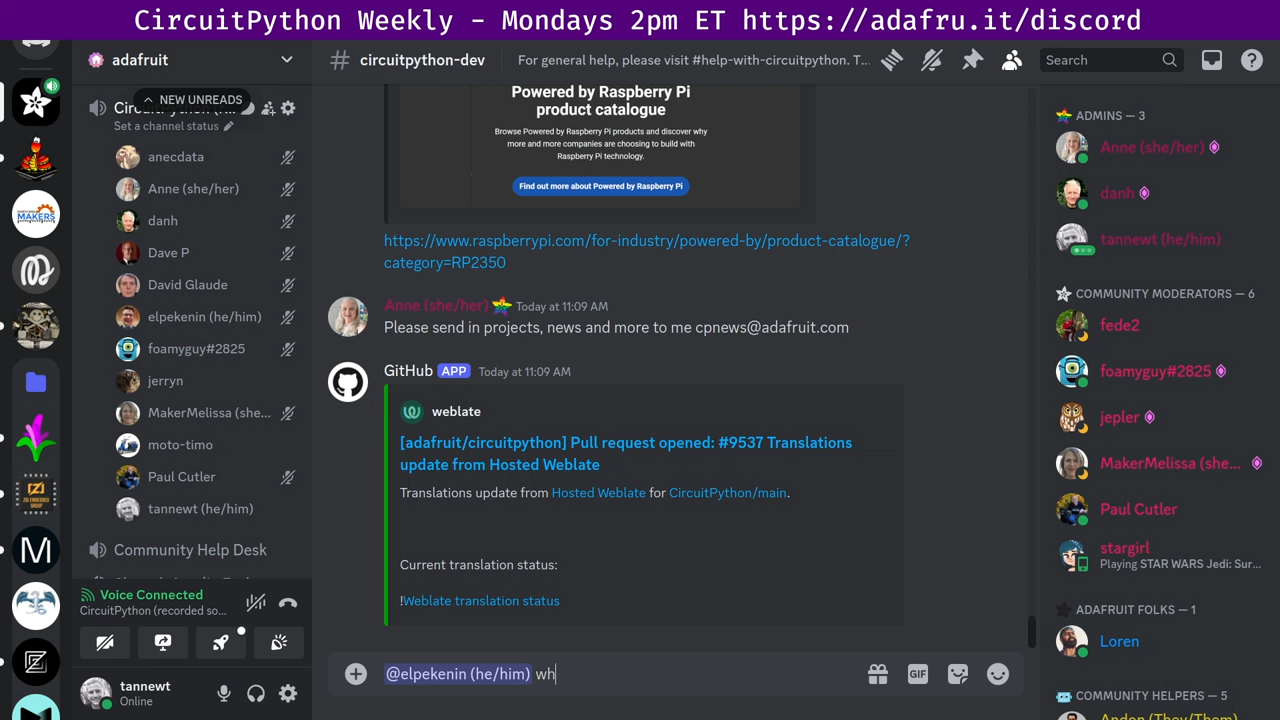 CircuitPython Weekly - Mondays 2pm ET https://adafru.it/discord
adafruit
NEW UNREADS
Set a channel status
anecdata
Anne (she/her)
danh
Dave P
David Glaude
elpekenin (he/him)
foamyguy#2825
jerryn
MakerMelissa (she...
moto-timo
Paul Cutler
tannewt (he/him)
Community Help Desk
Voice Connected
CircuitPython (recorded so...
tannewt
Online
# circuitpython-dev
For general help, please visit #help-with-circuitpython. T...
Search
Powered by Raspberry Pi
product catalogue
Browse Powered by Raspberry Pi products and discover why
more and more companies are choosing to build with
Raspberry Pi technology.
Find out more about Powered by Raspberry Pi
https://www.raspberrypi.com/for-industry/powered-by/product-catalogue/?
category=RP2350
Anne (she/her) Today at 11:09 AM
Please send in projects, news and more to me cpnews@adafruit.com
GitHub APP Today at 11:09 AM
weblate
[adafruit/circuitpython] Pull request opened: #9537 Translations
update from Hosted Weblate
Translations update from Hosted Weblate for CircuitPython/main.
Current translation status:
!Weblate translation status
@elpekenin (he/him) wh
GIF
ADMINS — 3
Anne (she/her)
danh
tannewt (he/him)
COMMUNITY MODERATORS — 6
fede2
foamyguy#2825
jepler
MakerMelissa (she...
Paul Cutler
stargirl
Playing STAR WARS Jedi: Sur...
ADAFRUIT FOLKS — 1
Loren
COMMUNITY HELPERS — 5
Andon (They/Them)